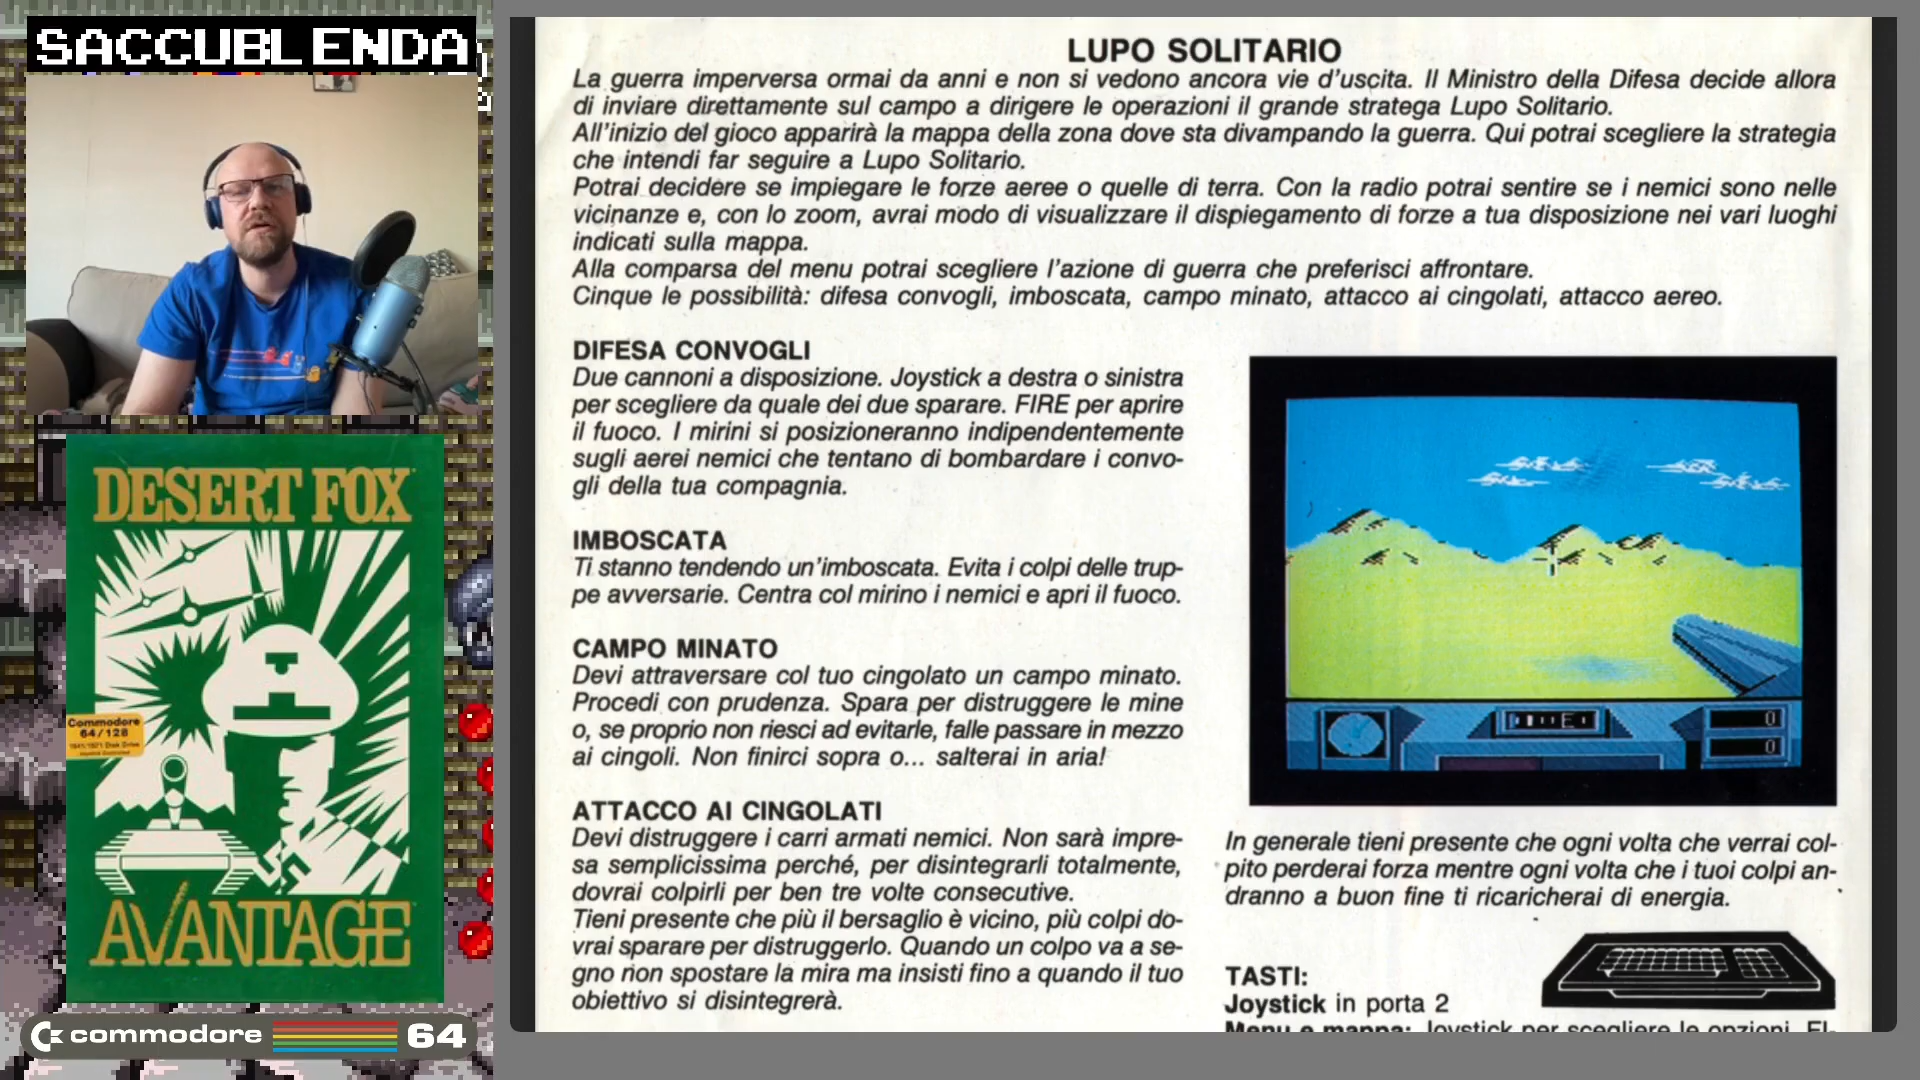 SACCUBLENDA
DESERT FOX
Commodore
64/128
1541/1571 Disk Drive
AVANTAGE
commodore 64
LUPO SOLITARIO
La guerra imperversa ormai da anni e non si vedono ancora vie d'uscita. Il Ministro della Difesa decide allora
di inviare direttamente sul campo a dirigere le operazioni il grande stratega Lupo Solitario.
All'inizio del gioco apparirà la mappa della zona dove sta divampando la guerra. Qui potrai scegliere la strategia
che intendi far seguire a Lupo Solitario.
Potrai decidere se impiegare le forze aeree o quelle di terra. Con la radio potrai sentire se i nemici sono nelle
vicinanze e, con lo zoom, avrai modo di visualizzare il dispiegamento di forze a tua disposizione nei vari luoghi
indicati sulla mappa.
Alla comparsa del menu potrai scegliere l'azione di guerra che preferisci affrontare.
Cinque le possibilità: difesa convogli, imboscata, campo minato, attacco ai cingolati, attacco aereo.
DIFESA CONVOGLI
Due cannoni a disposizione. Joystick a destra o sinistra
per scegliere da quale dei due sparare. FIRE per aprire
il fuoco. I mirini si posizioneranno indipendentemente
sugli aerei nemici che tentano di bombardare i convo-
gli della tua compagnia.
IMBOSCATA
Ti stanno tendendo un'imboscata. Evita i colpi delle trup-
pe avversarie. Centra col mirino i nemici e apri il fuoco.
CAMPO MINATO
Devi attraversare col tuo cingolato un campo minato.
Procedi con prudenza. Spara per distruggere le mine
o, se proprio non riesci ad evitarle, falle passare in mezzo
ai cingoli. Non finirci sopra o... salterai in aria!
ATTACCO AI CINGOLATI
Devi distruggere i carri armati nemici. Non sarà impre-
sa semplicissima perché, per disintegrarli totalmente,
dovrai colpirli per ben tre volte consecutive.
Tieni presente che più il bersaglio è vicino, più colpi do-
vrai sparare per distruggerlo. Quando un colpo va a se-
gno non spostare la mira ma insisti fino a quando il tuo
obiettivo si disintegrerà.
E
0
0
In generale tieni presente che ogni volta che verrai col-
pito perderai forza mentre ogni volta che i tuoi colpi an-
dranno a buon fine ti ricaricherai di energia.
TASTI:
Joystick in porta 2
Menu e mappa: Joystick per scegliere le opzioni. FI-